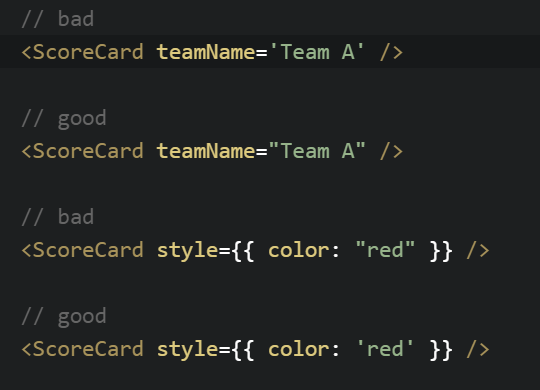 // bad
<ScoreCard teamName='Team A' />
// good
<ScoreCard teamName="Team A" />
// bad
<ScoreCard style={{ color: "red" }} />
// good
<ScoreCard style={{ color: 'red' }} />